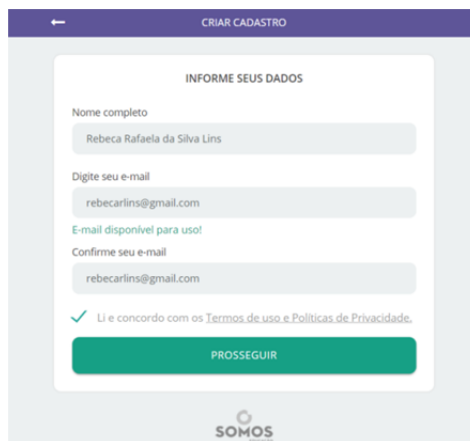 CRIAR CADASTRO
INFORME SEUS DADOS
Nome completo
Rebeca Rafaela da Silva Lins
Digite seu e-mail
rebecarlins@gmail.com
E-mail disponível para uso!
Confirme seu e-mail
rebecarlins@gmail.com
Li e concordo com os Termos de uso e Políticas de Privacidade.
PROSSEGUIR
SOMOS